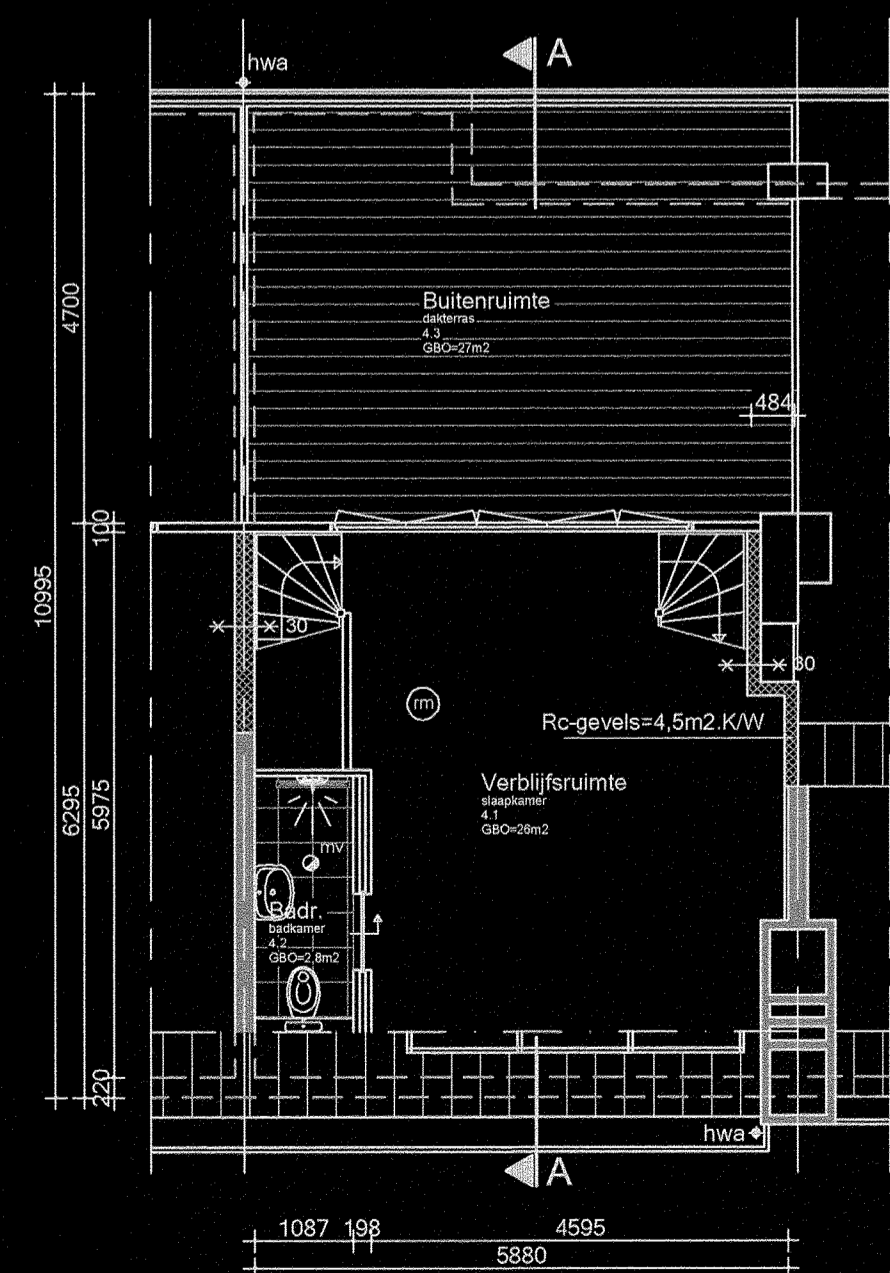 A
hwa
4700
Buitenruimte
dakterras
4.3
GBO=27m2
484
100
10995
30
30
rm
Rc-gevels=4,5m2.K/W
Verblijfsruimte
slaapkamer
4.1
GBO=26m2
6295
5975
mv
Badr.
badkamer
4.2
GBO=2,8m2
220
hwa
A
1087 198 4595
5880